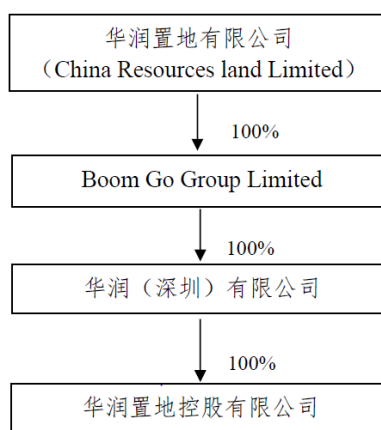 华润置地有限公司
（China Resources land Limited）
100%
Boom Go Group Limited
100%
华润（深圳）有限公司
100%
华润置地控股有限公司